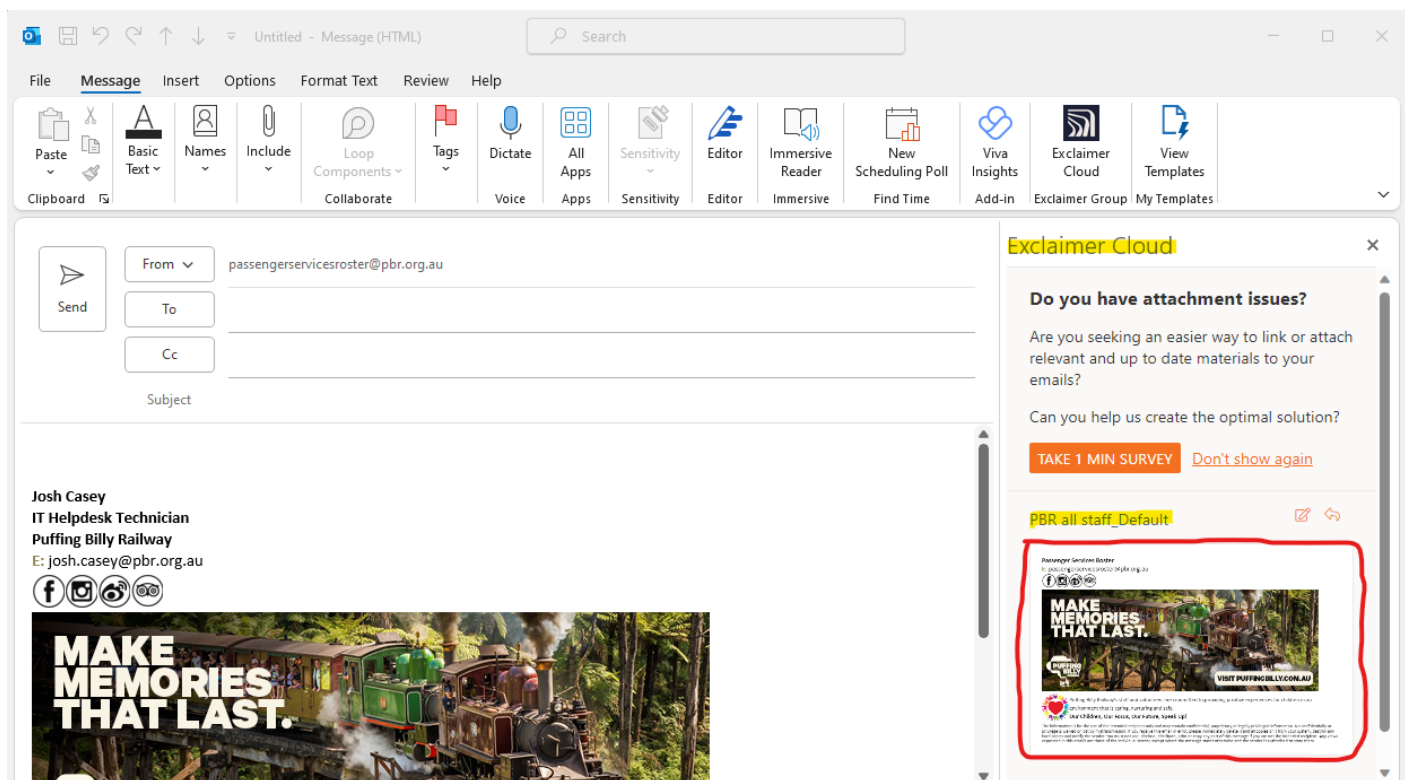 Untitled - Message (HTML)
Search
File Message Insert Options Format Text Review Help
Paste
Basic Text
Names
Include
Loop Components
Tags
Dictate
All Apps
Sensitivity
Editor
Immersive Reader
New Scheduling Poll
Viva Insights
Exclaimer Cloud
View Templates
Clipboard
Collaborate
Voice
Apps
Sensitivity
Editor
Immersive
Find Time
Add-in
Exclaimer Group
My Templates
Send
From
passengerservicesroster@pbr.org.au
To
Cc
Subject
Josh Casey
IT Helpdesk Technician
Puffing Billy Railway
E: josh.casey@pbr.org.au
MAKE
MEMORIES
THAT LAST.
Exclaimer Cloud
Do you have attachment issues?
Are you seeking an easier way to link or attach
relevant and up to date materials to your
emails?
Can you help us create the optimal solution?
TAKE 1 MIN SURVEY Don't show again
PBR all staff_Default
Passenger Services Roster
E: passengerservicesroster@pbr.org.au
MAKE
MEMORIES
THAT LAST.
PUFFING
BILLY
VISIT PUFFINGBILLY.COM.AU
Our Children, Our Focus, Our Future, Speak Up!